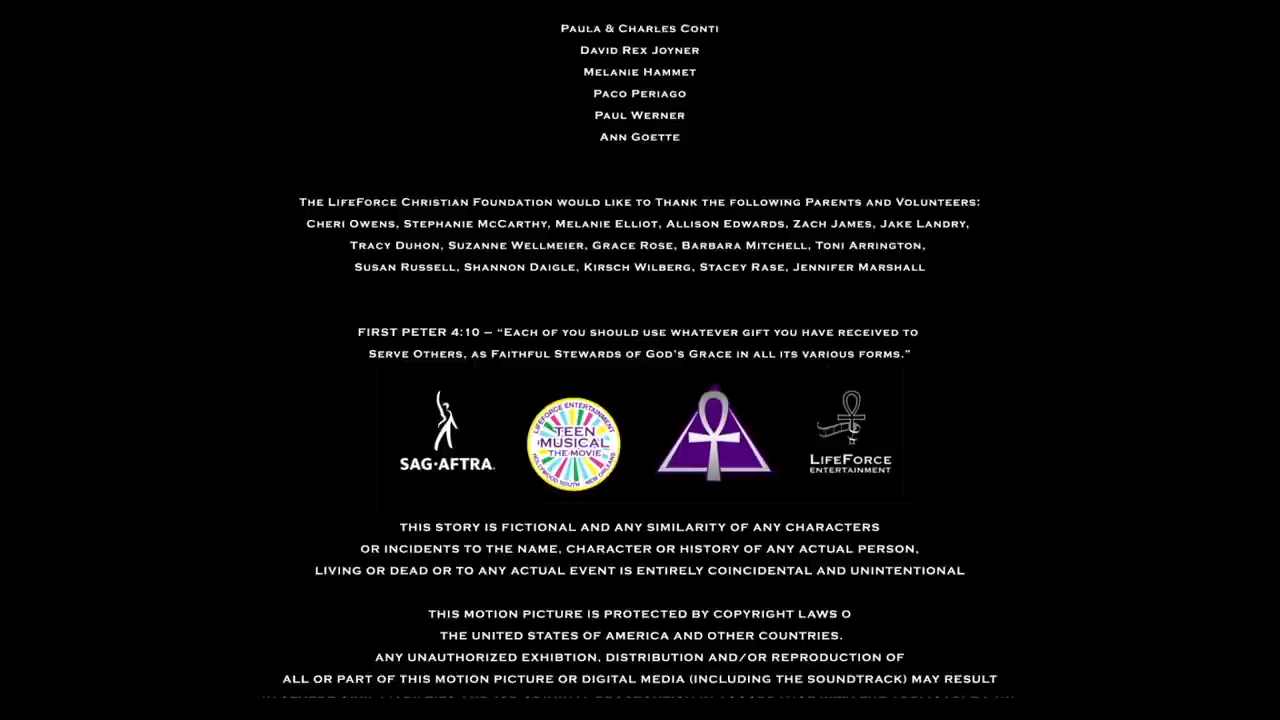 PAULA & CHARLES CONTI
DAVID REX JOYNER
MELANIE HAMMET
PACO PERIAGO
PAUL WERNER
ANN GOETTE
THE LIFEFORCE CHRISTIAN FOUNDATION WOULD LIKE TO THANK THE FOLLOWING PARENTS AND VOLUNTEERS:
CHERI OWENS, STEPHANIE MCCARTHY, MELANIE ELLIOT, ALLISON EDWARDS, ZACH JAMES, JAKE LANDRY,
TRACY DUHON, SUZANNE WELLMEIER, GRACE ROSE, BARBARA MITCHELL, TONI ARRINGTON,
SUSAN RUSSELL, SHANNON DAIGLE, KIRSCH WILBERG, STACEY RASE, JENNIFER MARSHALL
FIRST PETER 4:10 – “EACH OF YOU SHOULD USE WHATEVER GIFT YOU HAVE RECEIVED TO
SERVE OTHERS, AS FAITHFUL STEWARDS OF GOD'S GRACE IN ALL ITS VARIOUS FORMS.”
SAG·AFTRA.
LIFEFORCE ENTERTAINMENT
TEEN
MUSICAL
THE MOVIE
HOLLYWOOD SOUTH NEW ORLEANS
LIFEFORCE
ENTERTAINMENT
THIS STORY IS FICTIONAL AND ANY SIMILARITY OF ANY CHARACTERS
OR INCIDENTS TO THE NAME, CHARACTER OR HISTORY OF ANY ACTUAL PERSON,
LIVING OR DEAD OR TO ANY ACTUAL EVENT IS ENTIRELY COINCIDENTAL AND UNINTENTIONAL
THIS MOTION PICTURE IS PROTECTED BY COPYRIGHT LAWS O
THE UNITED STATES OF AMERICA AND OTHER COUNTRIES.
ANY UNAUTHORIZED EXHIBTION, DISTRIBUTION AND/OR REPRODUCTION OF
ALL OR PART OF THIS MOTION PICTURE OR DIGITAL MEDIA (INCLUDING THE SOUNDTRACK) MAY RESULT